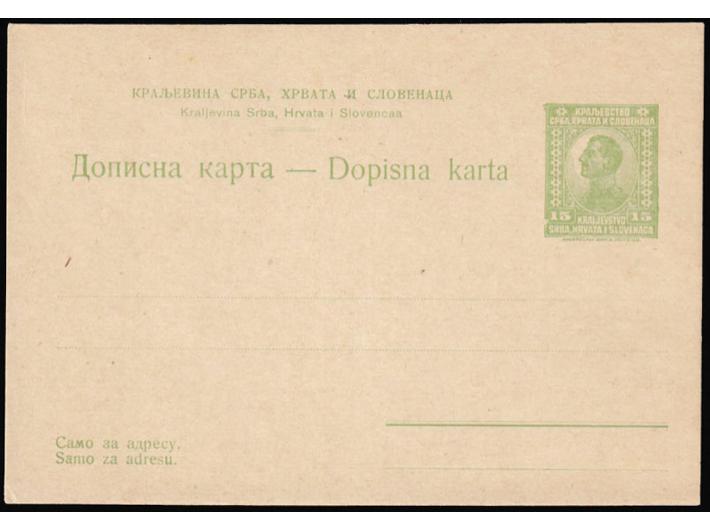 КРАЉЕВИНА СРБА, ХРВАТА И СЛОВЕНАЦА
Kraljevina Srba, Hrvata i Slovencaa
Дописна карта — Dopisna karta
КРАЉЕВСТВО
СРБА, ХРВАТА И СЛОВЕНАЦА
15 KRALJEVSTVO 15
SRBA, HRVATA I SLOVENACA
Само за адресу.
Samo za adresu.